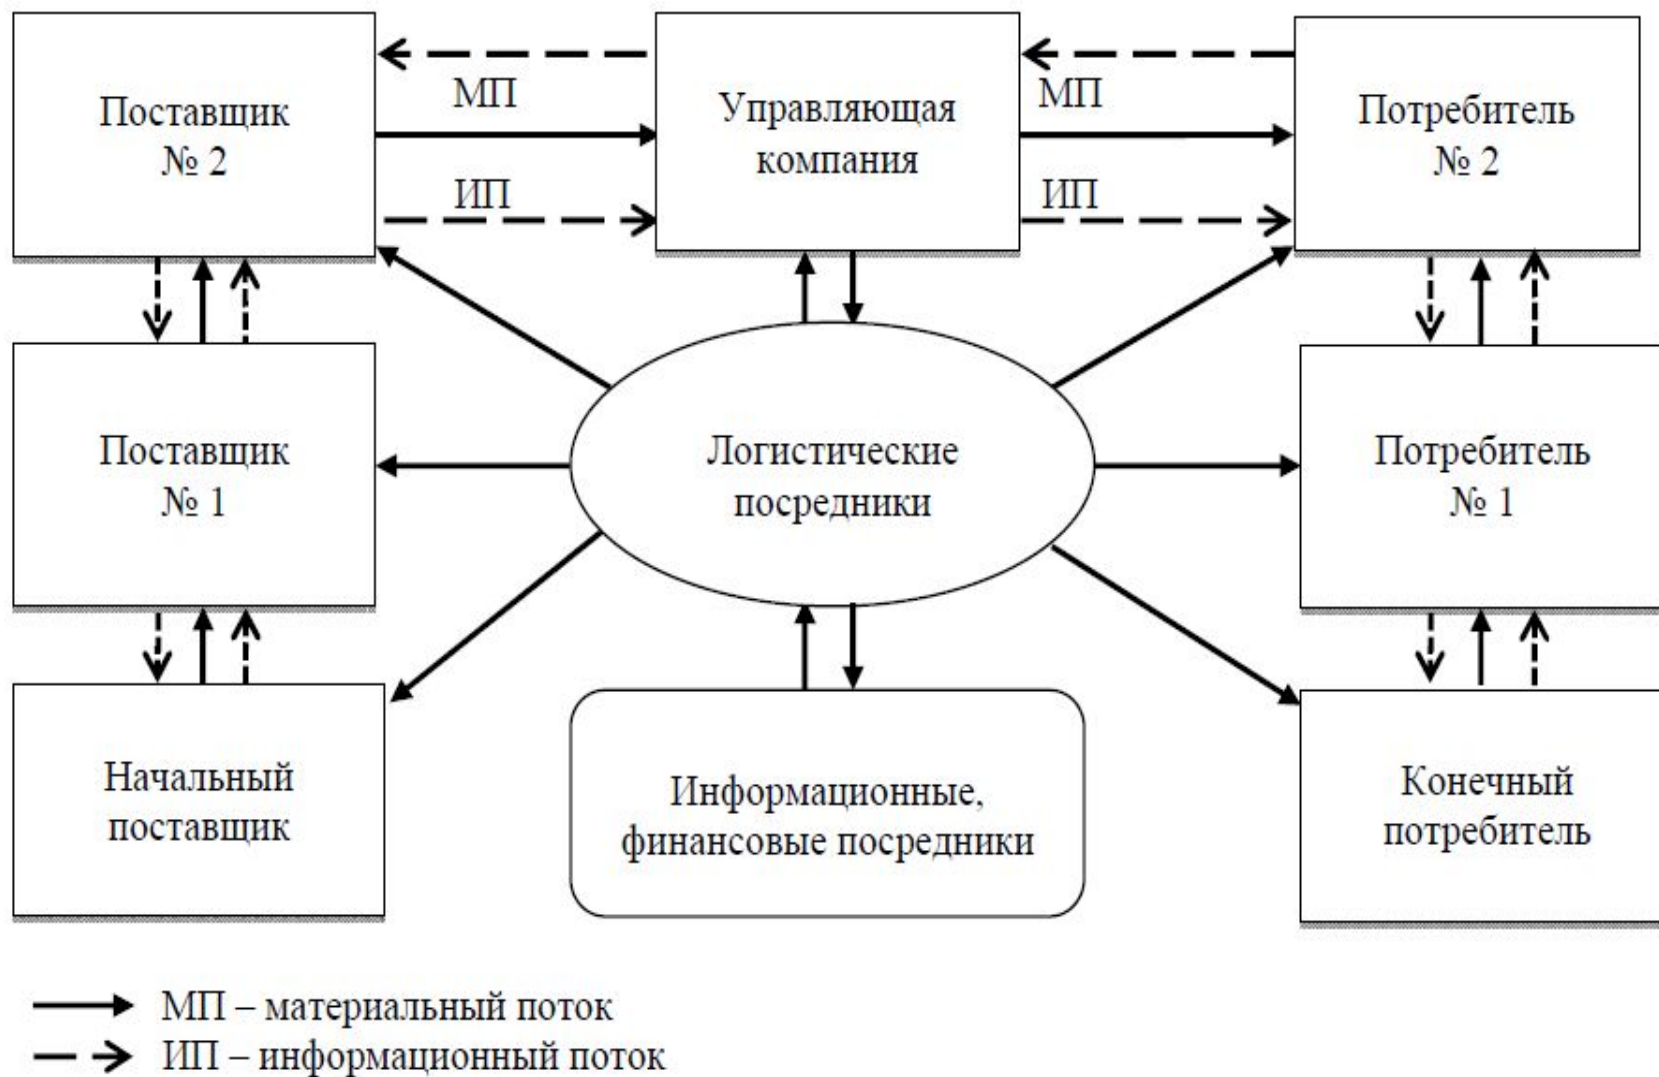 Поставщик
№ 2
МП
ИП
Управляющая
компания
МП
ИП
Потребитель
№ 2
Поставщик
№ 1
Логистические
посредники
Потребитель
№ 1
Начальный
поставщик
Информационные,
финансовые посредники
Конечный
потребитель
МП – материальный поток
ИП – информационный поток